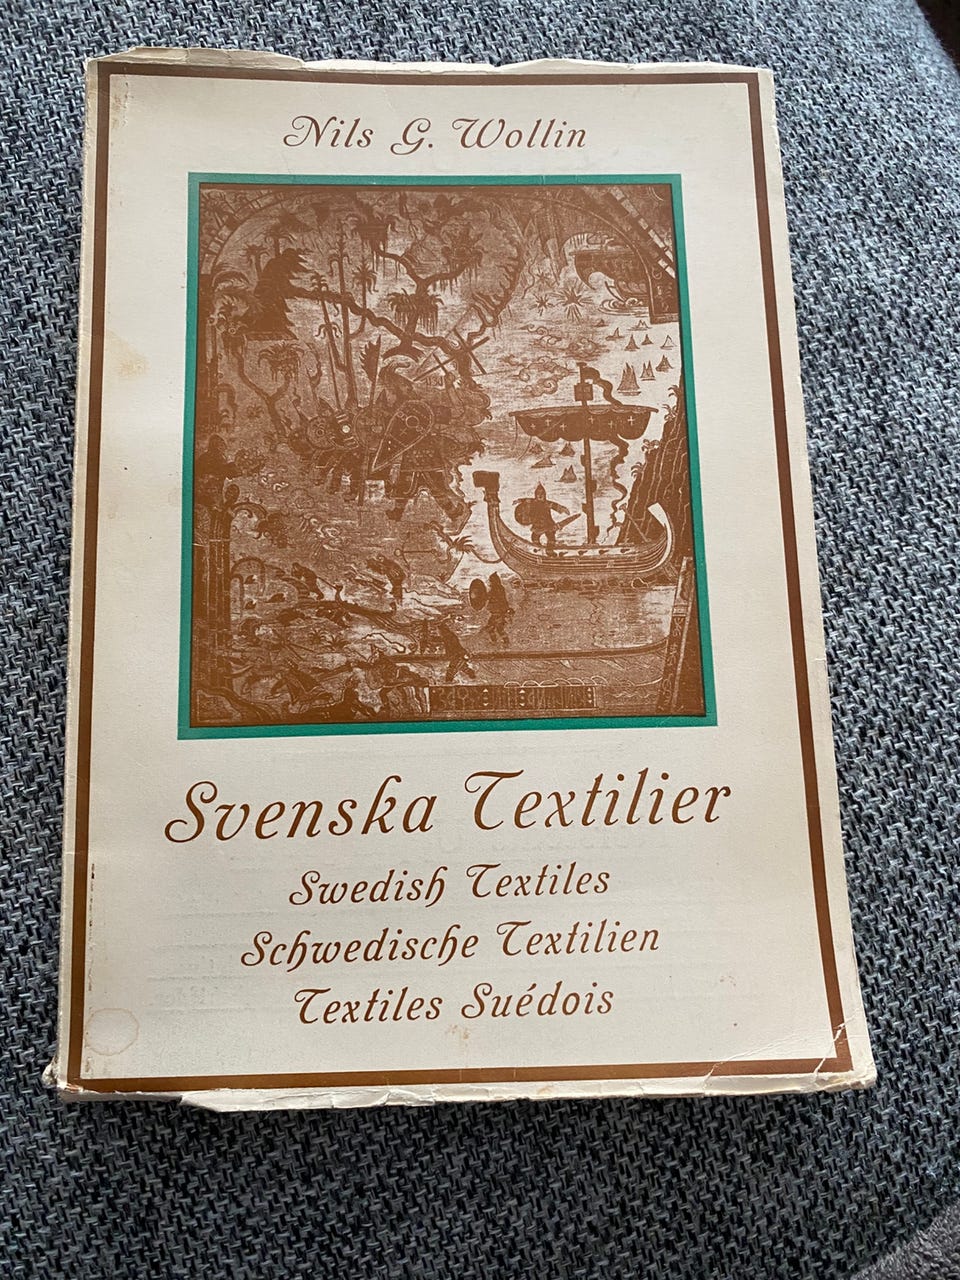 Nils G. Wollin
Svenska Textilier
Swedish Textiles
Schwedische Textilien
Textiles Suédois